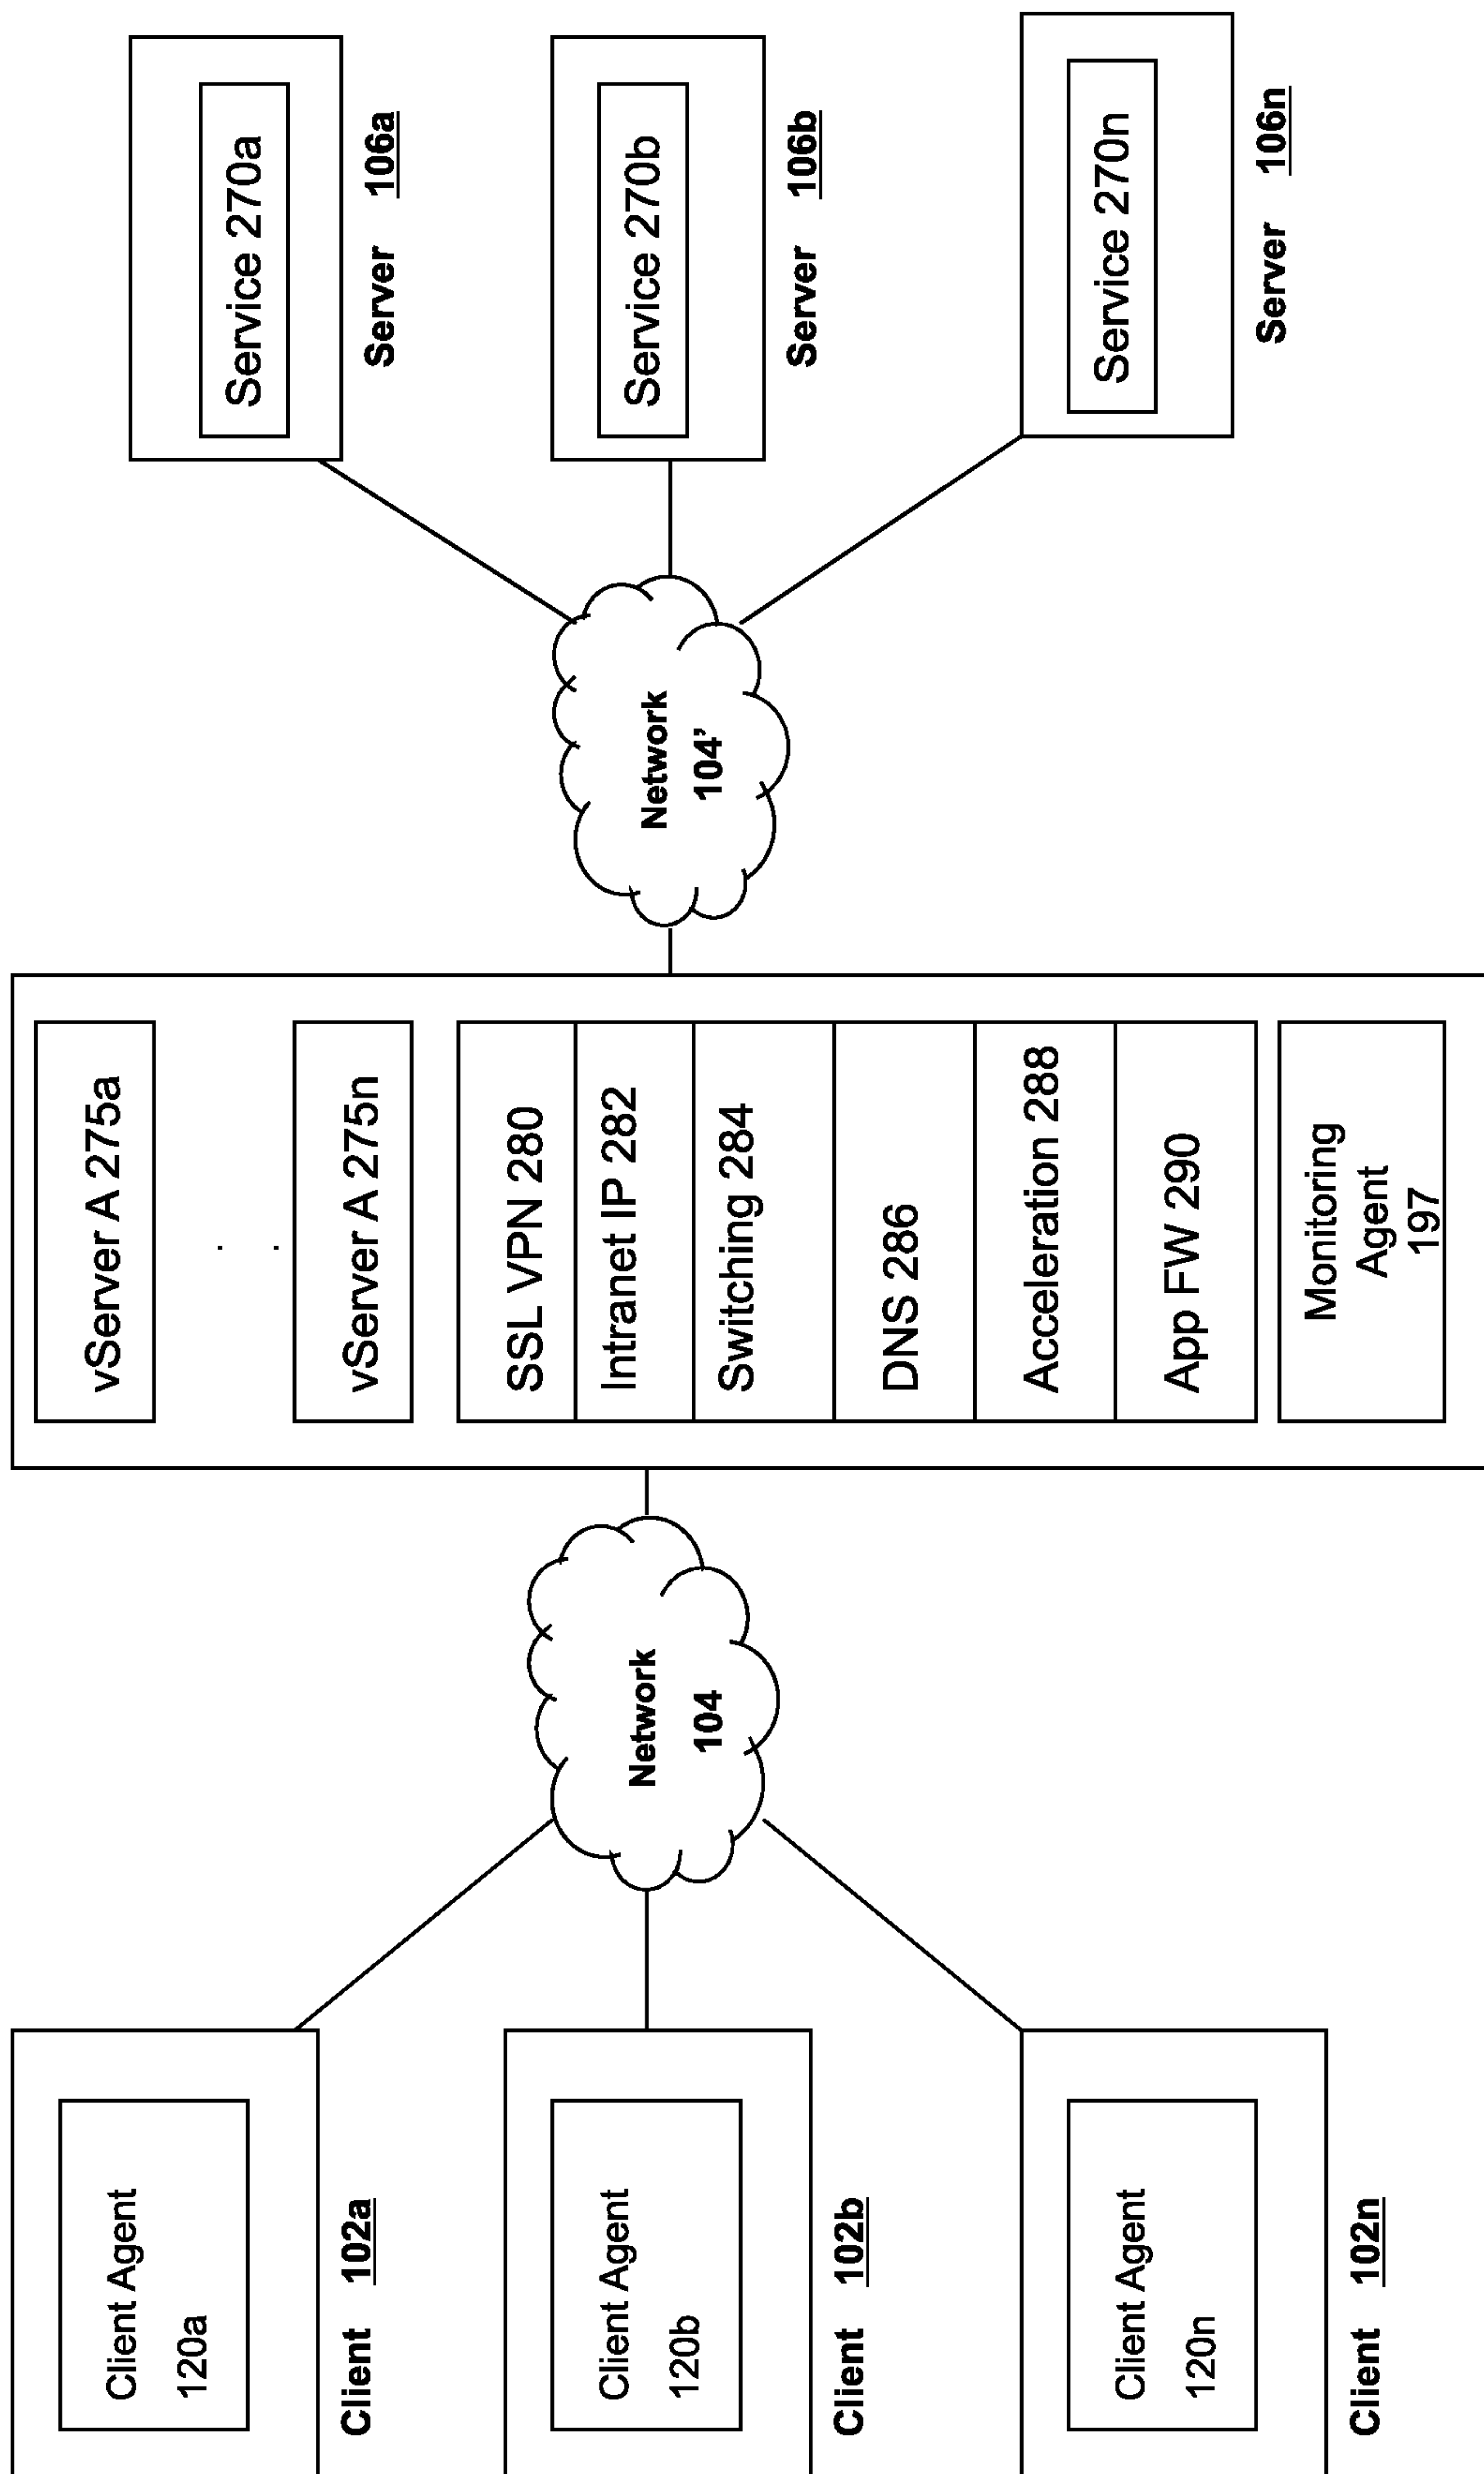 Client Agent
120a
Client 102a
Client Agent
120b
Client 102b
Client Agent
120n
Client 102n
Network
104
vServer A 275a
.
.
vServer A 275n
SSL VPN 280
Intranet IP 282
Switching 284
DNS 286
Acceleration 288
App FW 290
Monitoring
Agent
197
Network
104’
Service 270a
Server 106a
Service 270b
Server 106b
Service 270n
Server 106n